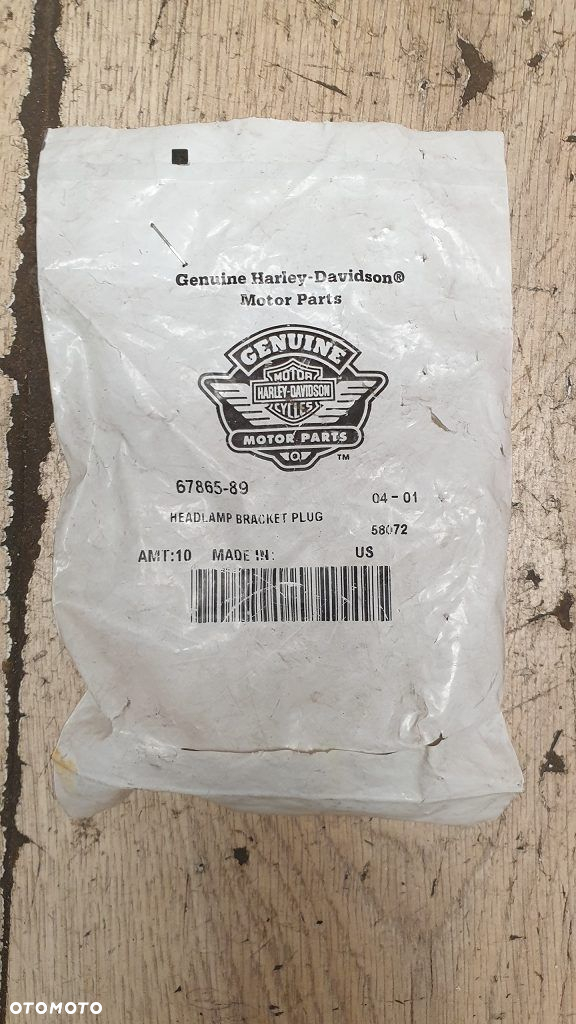 Genuine Harley-Davidson®
Motor Parts
GENUINE
MOTOR
HARLEY-DAVIDSON
CYCLES
MOTOR PARTS
TM
67865-89
04-01
HEADLAMP BRACKET PLUG
58072
AMT:10 MADE IN: US
OTOMOTO